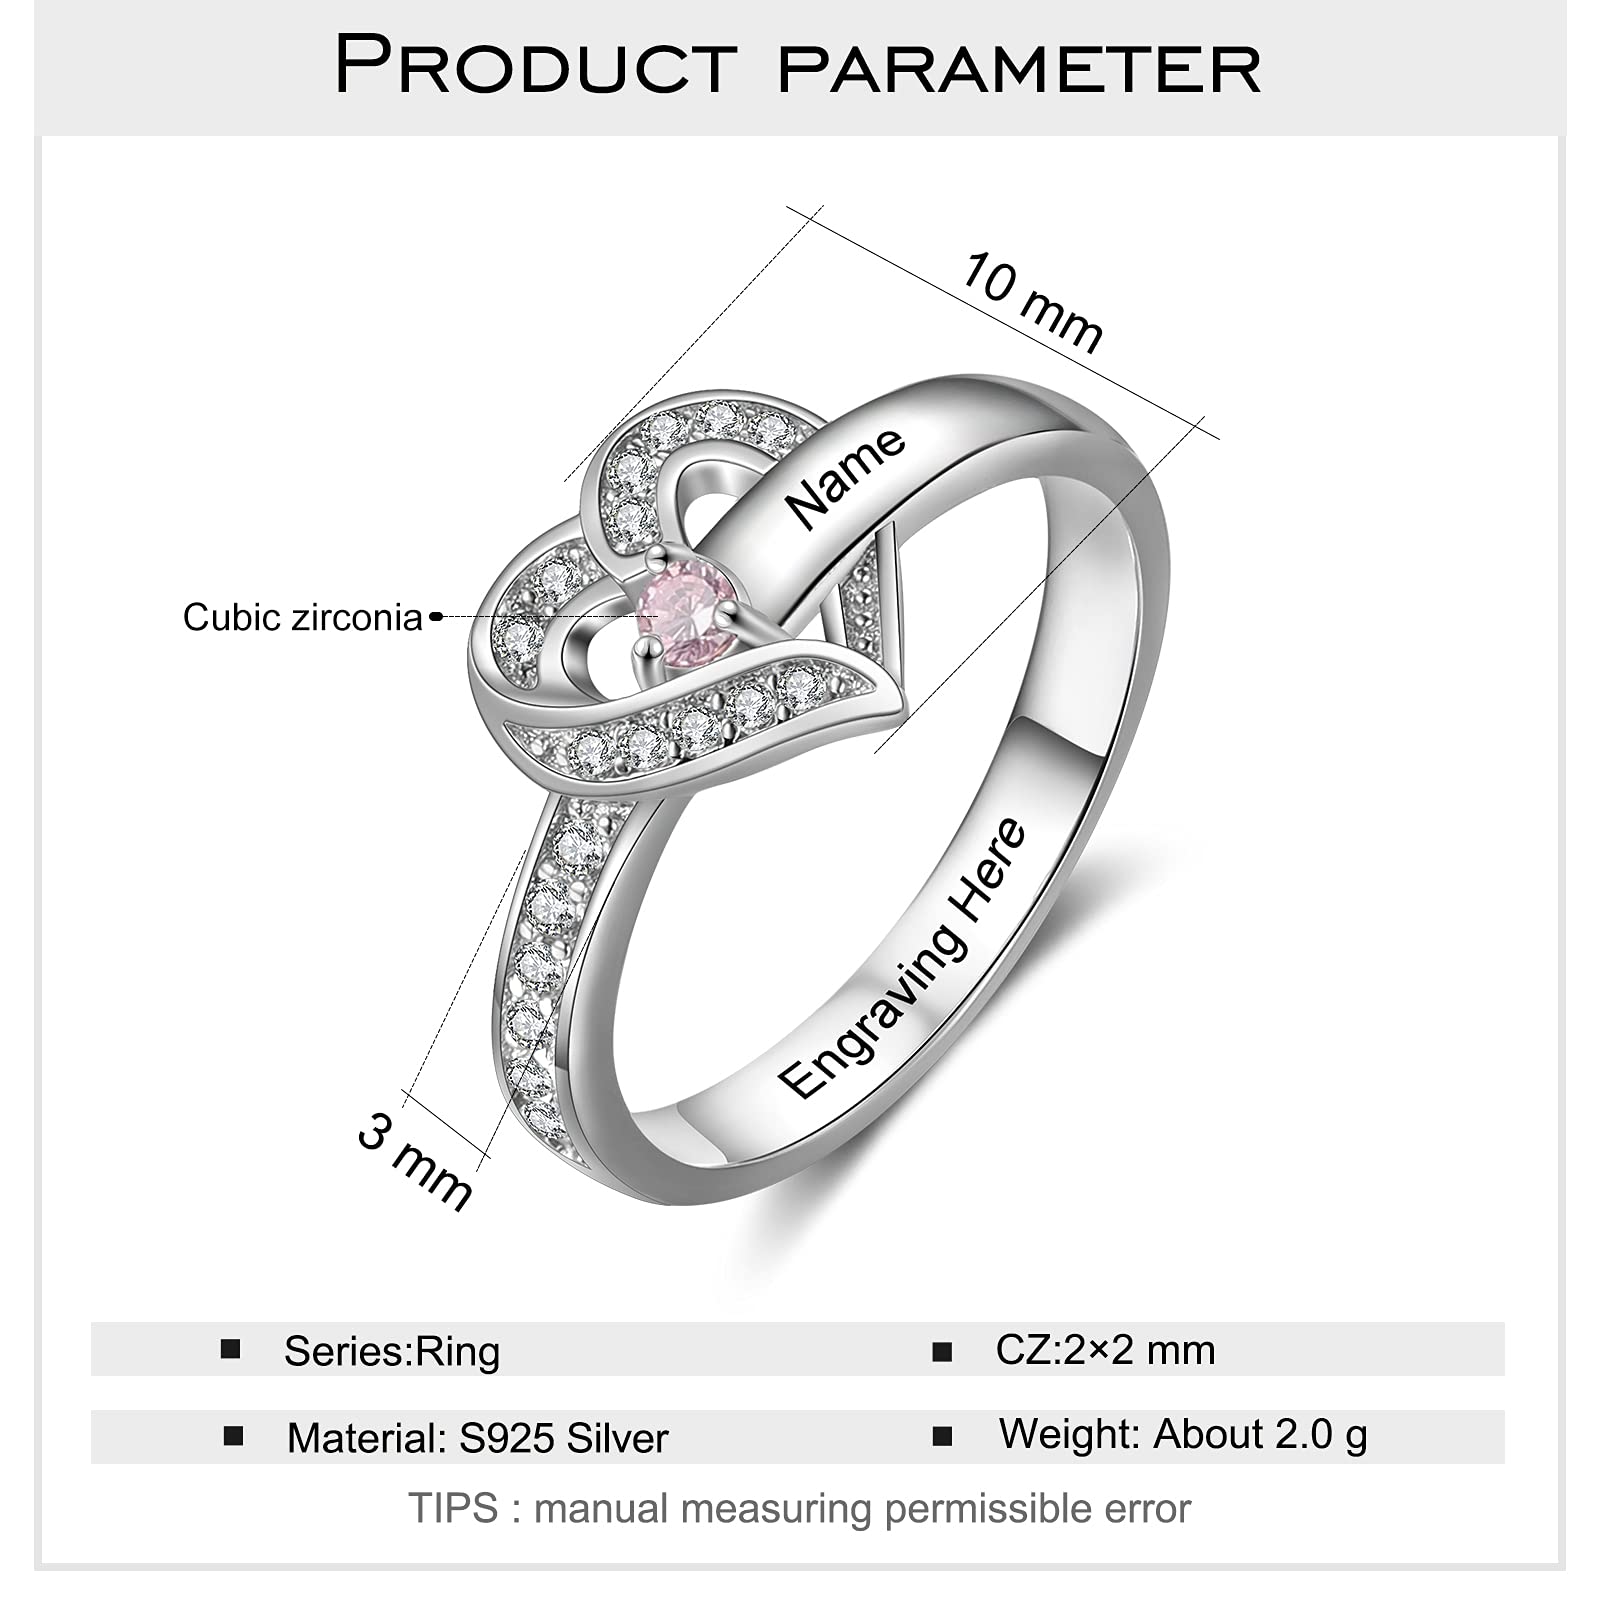 PRODUCT PARAMETER
10 mm
Name
Cubic zirconia
Engraving Here
3 mm
Series:Ring
CZ:2×2 mm
Material: S925 Silver
Weight: About 2.0 g
TIPS : manual measuring permissible error